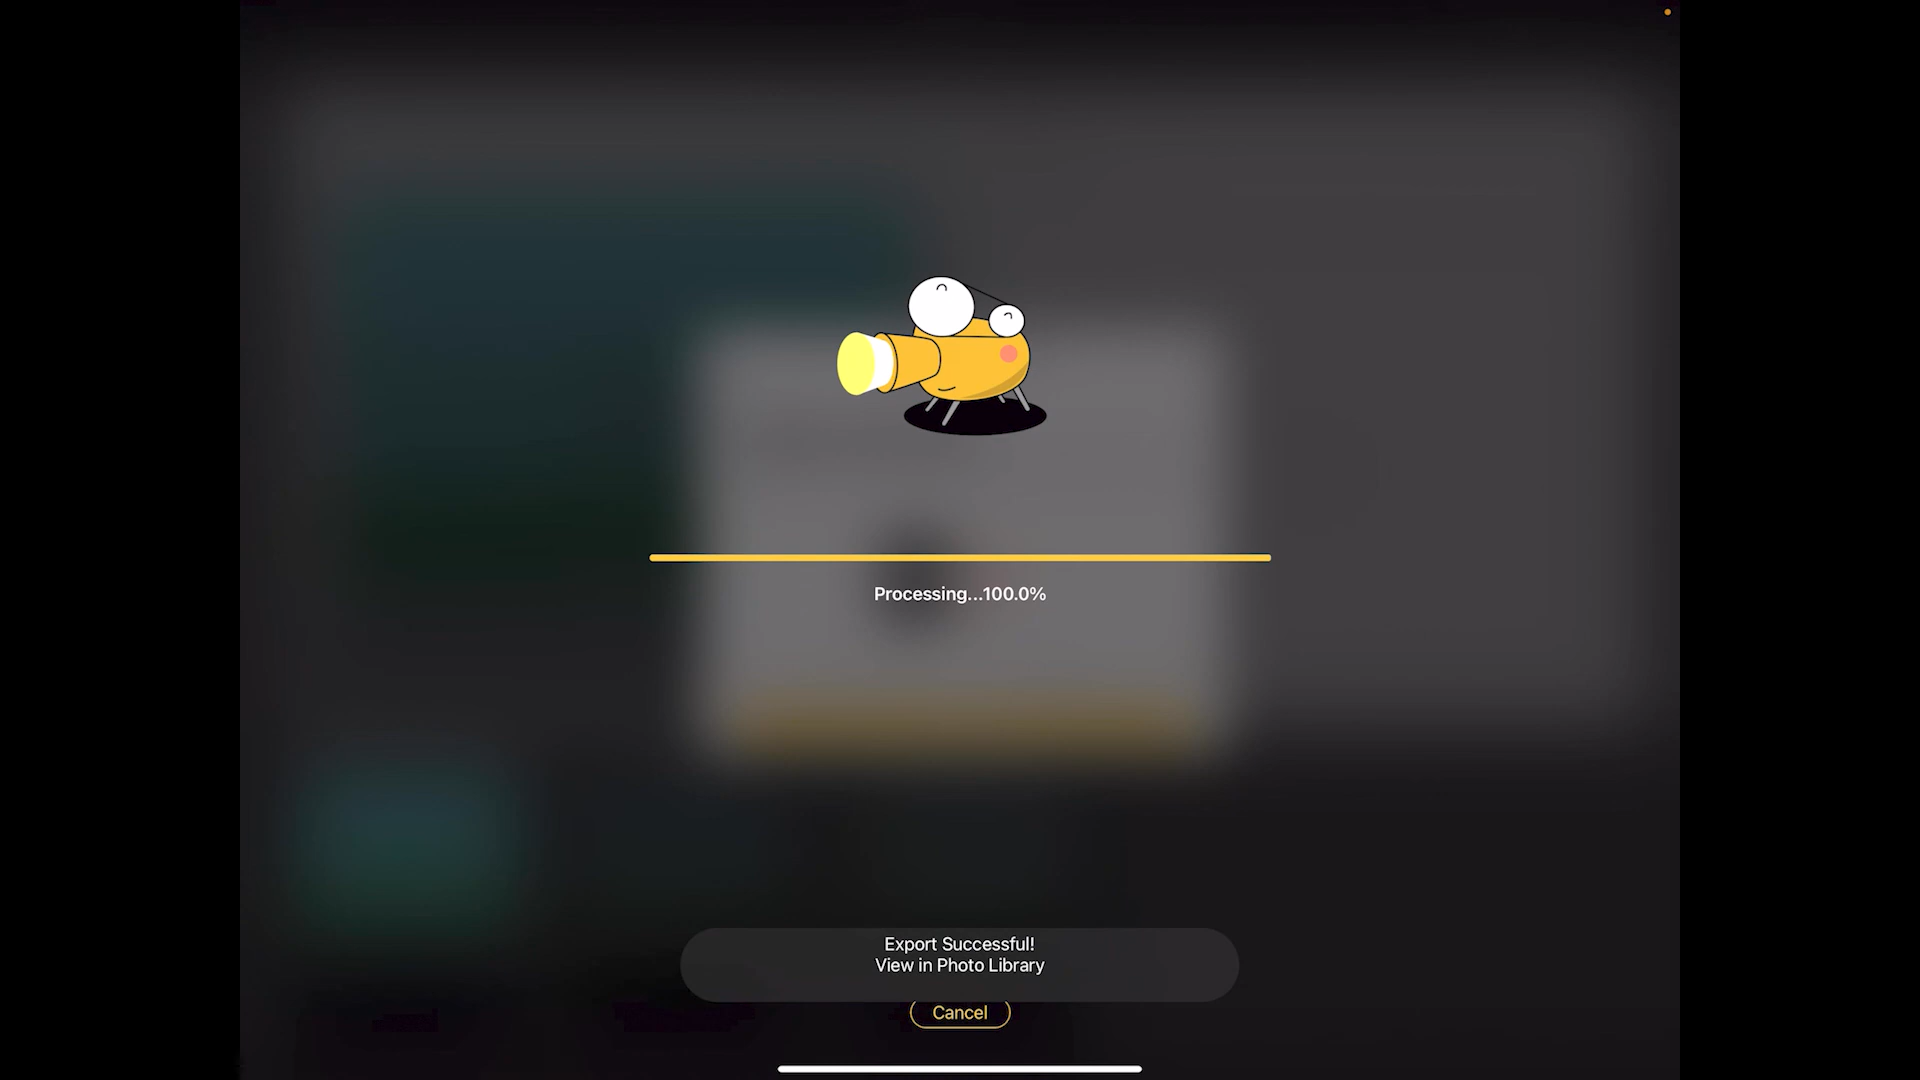 Processing...100.0%
Export Successful!
View in Photo Library
Cancel